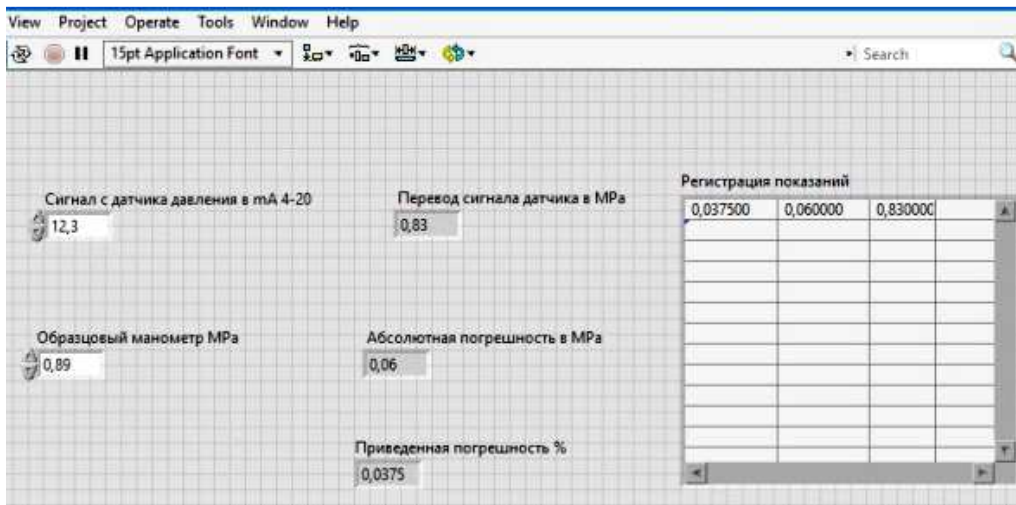 View Project Operate Tools Window Help
15pt Application Font Search
Сигнал с датчика давления в mA 4-20
12,3
Перевод сигнала датчика в MPa
0,83
Регистрация показаний
0,037500 0,060000 0,830000
Образцовый манометр MPa
0,89
Абсолютная погрешность в MPa
0,06
Приведенная погрешность %
0,0375